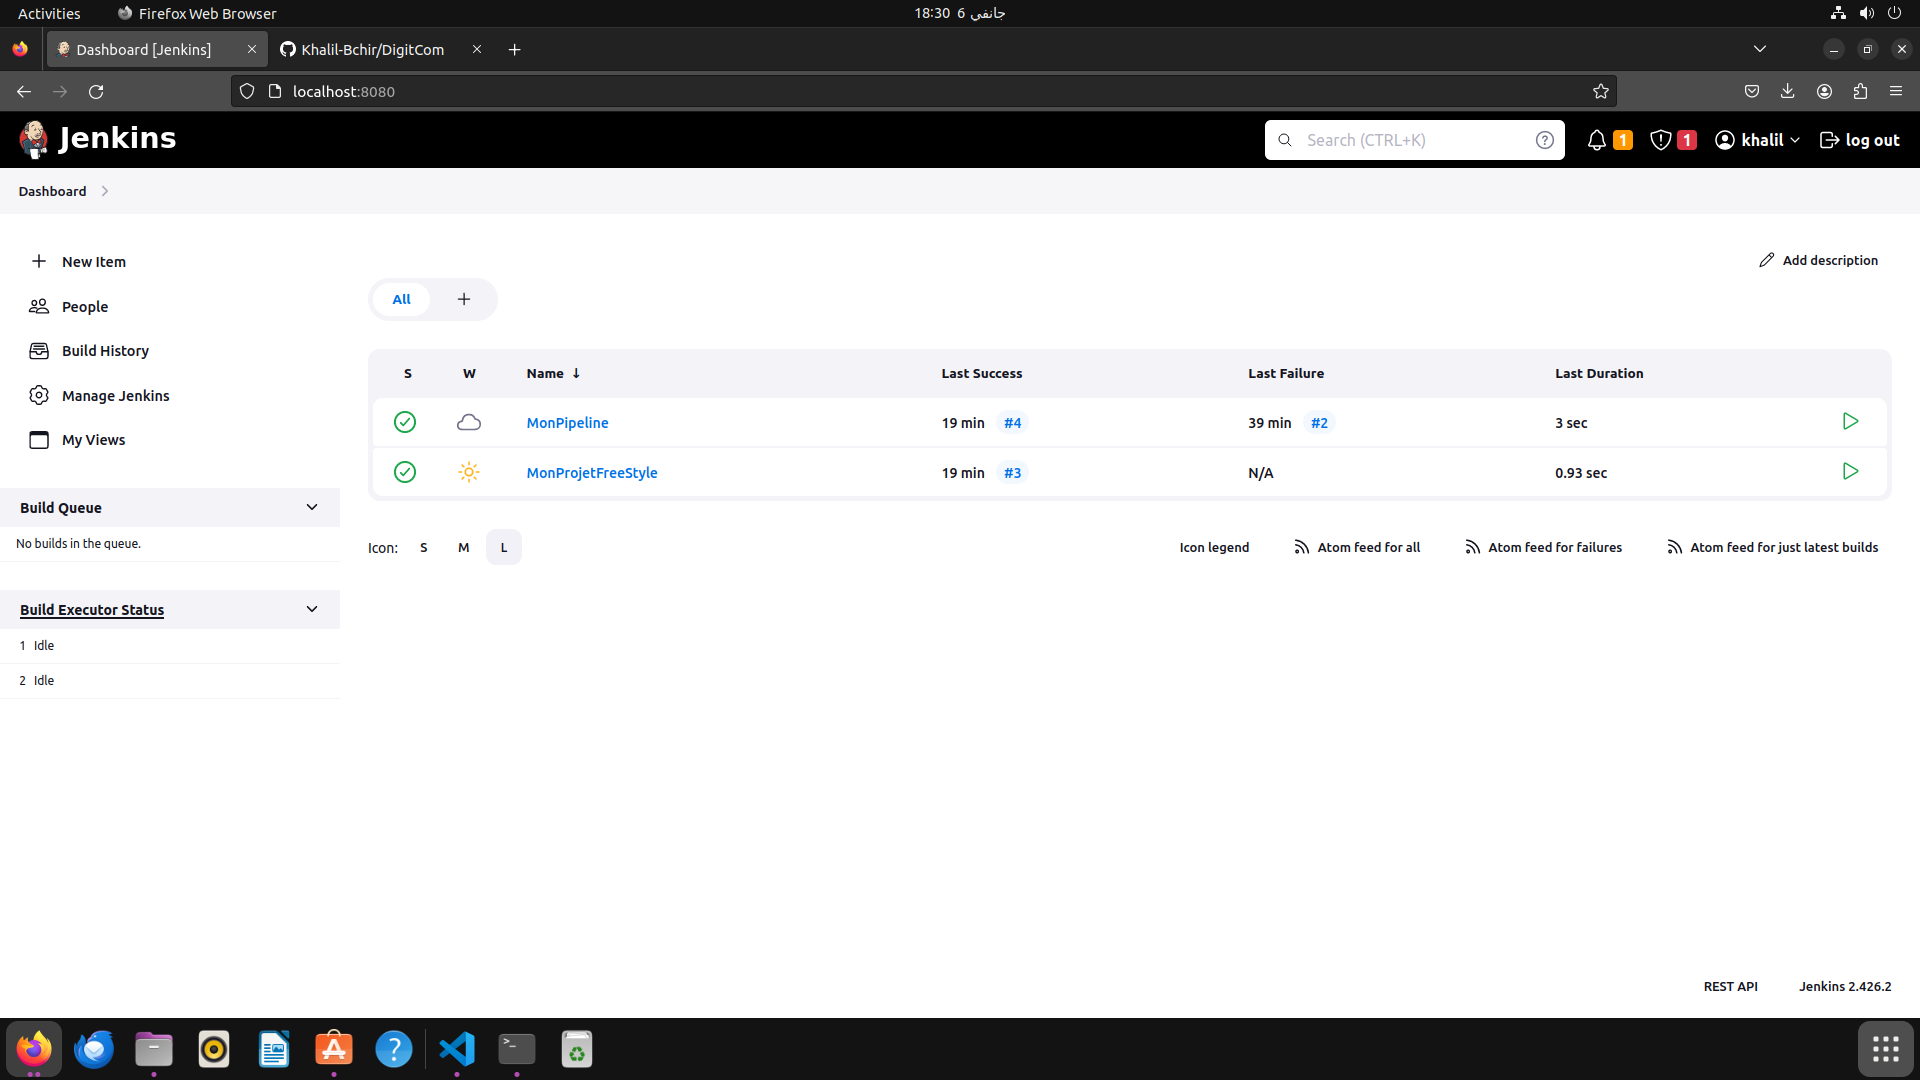 Activities Firefox Web Browser 18:30 6 جانفي
Dashboard [Jenkins] Khalil-Bchir/DigitCom
localhost:8080
Jenkins Search (CTRL+K) 1 1 khalil log out
Dashboard
New Item
Add description
People
All +
Build History
Manage Jenkins
My Views
S W Name ↓ Last Success Last Failure Last Duration
MonPipeline 19 min #4 39 min #2 3 sec
MonProjetFreeStyle 19 min #3 N/A 0.93 sec
Build Queue
No builds in the queue.
Icon: S M L Icon legend Atom feed for all Atom feed for failures Atom feed for just latest builds
Build Executor Status
1 Idle
2 Idle
REST API Jenkins 2.426.2